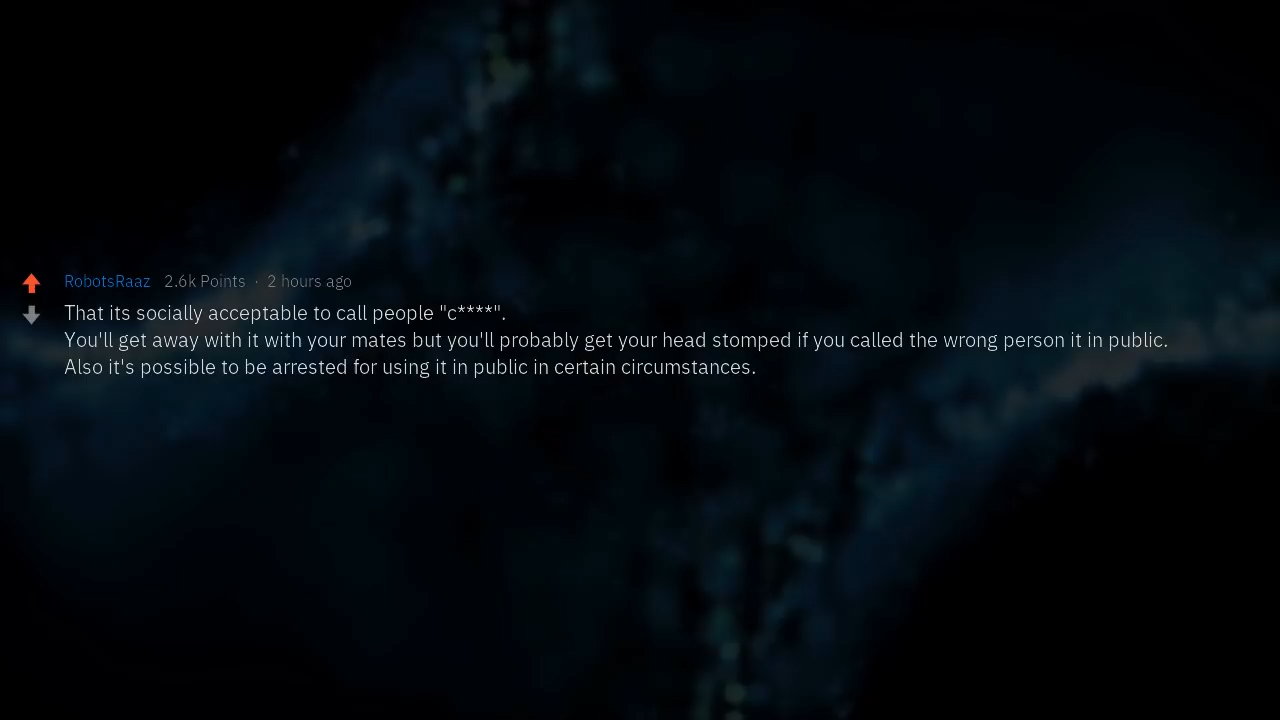 RobotsRaaz 2.6k Points · 2 hours ago
That its socially acceptable to call people "c****".
You'll get away with it with your mates but you'll probably get your head stomped if you called the wrong person it in public.
Also it's possible to be arrested for using it in public in certain circumstances.